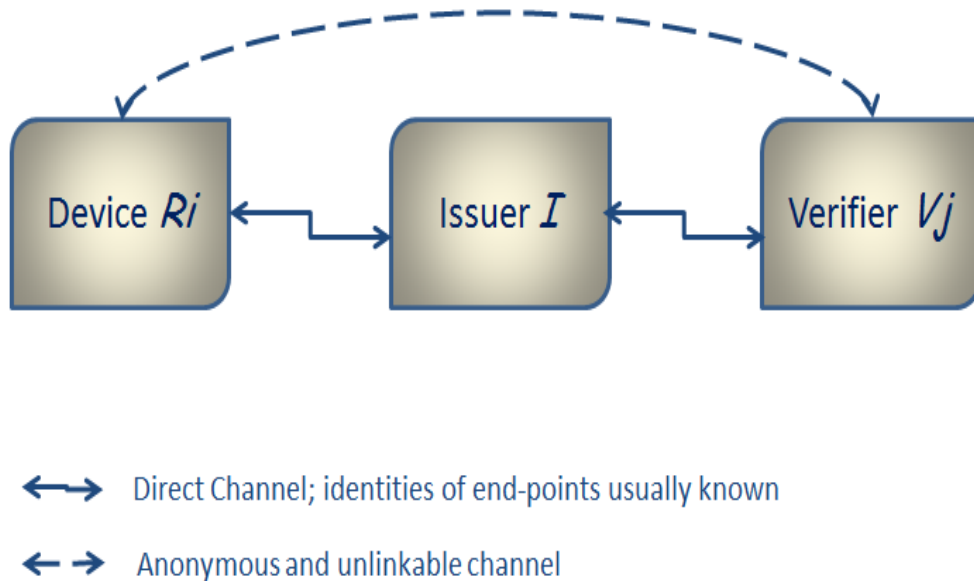 Device Ri
Issuer I
Verifier Vj
Direct Channel; identities of end-points usually known
Anonymous and unlinkable channel